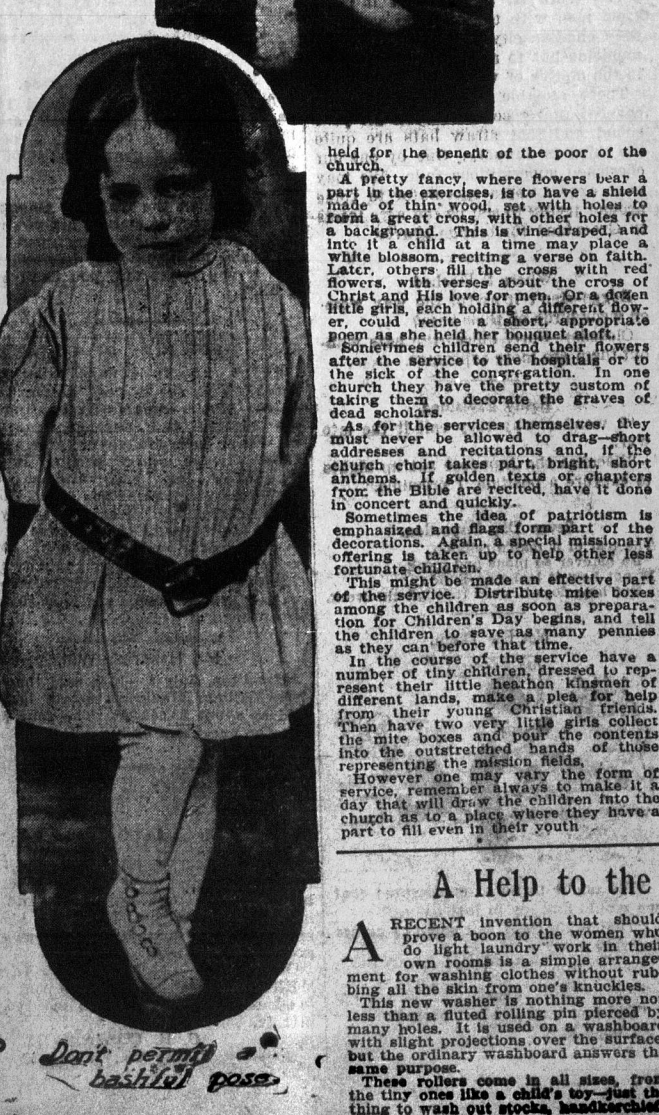 held for the benefit of the poor of the
church.
A pretty fancy, where flowers bear a
part in the exercises, is to have a shield
made of thin wood, set with holes to
form a great cross, with other holes for
a background. This is vine-draped, and
into it a child at a time may place a
white blossom, reciting a verse on faith.
Later, others fill the cross with red
flowers, with verses about the cross of
Christ and His love for men. Or a dozen
little girls, each holding a different flow-
er, could recite a short, appropriate
poem as she held her bouquet aloft.
Sometimes children send their flowers
after the service to the hospitals or to
the sick of the congregation. In one
church they have the pretty custom of
taking them to decorate the graves of
dead scholars.
As for the services themselves, they
must never be allowed to drag—short
addresses and recitations and, if the
church choir takes part, bright, short
anthems. If golden texts or chapters
from the Bible are recited, have it done
in concert and quickly.
Sometimes the idea of patriotism is
emphasized and flags form part of the
decorations. Again, a special missionary
offering is taken up to help other less
fortunate children.
This might be made an effective part
of the service. Distribute mite boxes
among the children as soon as prepara-
tion for Children's Day begins, and tell
the children to save as many pennies
as they can before that time.
In the course of the service have a
number of tiny children, dressed to rep-
resent their little heathen kinsmen of
different lands, make a plea for help
from their young Christian friends.
Then have two very little girls collect
the mite boxes and pour the contents
into the outstretched hands of those
representing the mission fields.
However one may vary the form of
service, remember always to make it a
day that will draw the children into the
church as to a place where they have a
part to fill even in their youth
A Help to the
A RECENT invention that should
prove a boon to the women who
do light laundry work in their
own rooms is a simple arrange-
ment for washing clothes without rub-
bing all the skin from one's knuckles.
This new washer is nothing more no
less than a fluted rolling pin pierced by
many holes. It is used on a washboard
with slight projections over the surface
but the ordinary washboard answers th
same purpose.
These rollers come in all sizes, from
the tiny ones like a child's toy—just th
thing to wash out stocks, handkerchief
Don't permit a
bashful pose.